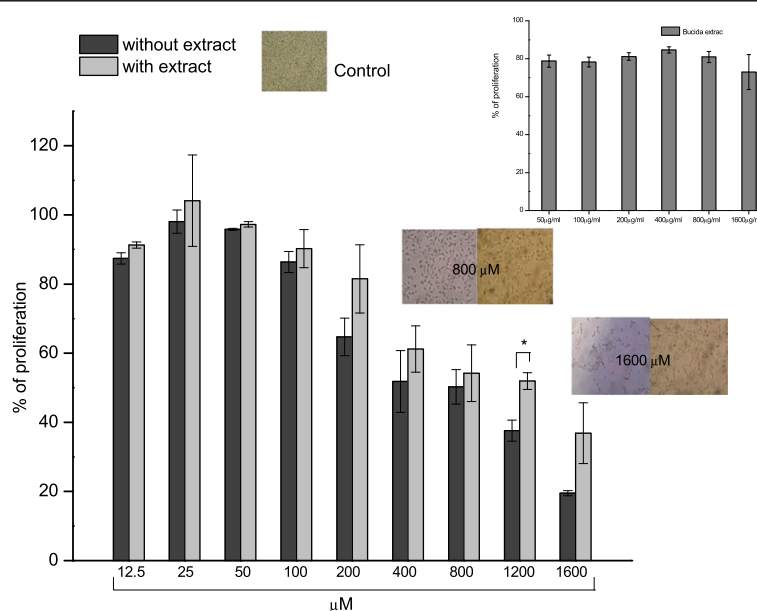 without extract
with extract
Control
% of proliferation
120
100
80
60
40
20
0
12.5 25 50 100 200 400 800 1200 1600
μM
800 μM
1600 μM
*
Bucida extrac
% of proliferation
100
80
60
40
20
0
50μg/ml 100μg/ml 200μg/ml 400μg/ml 800μg/ml 1600μg/m